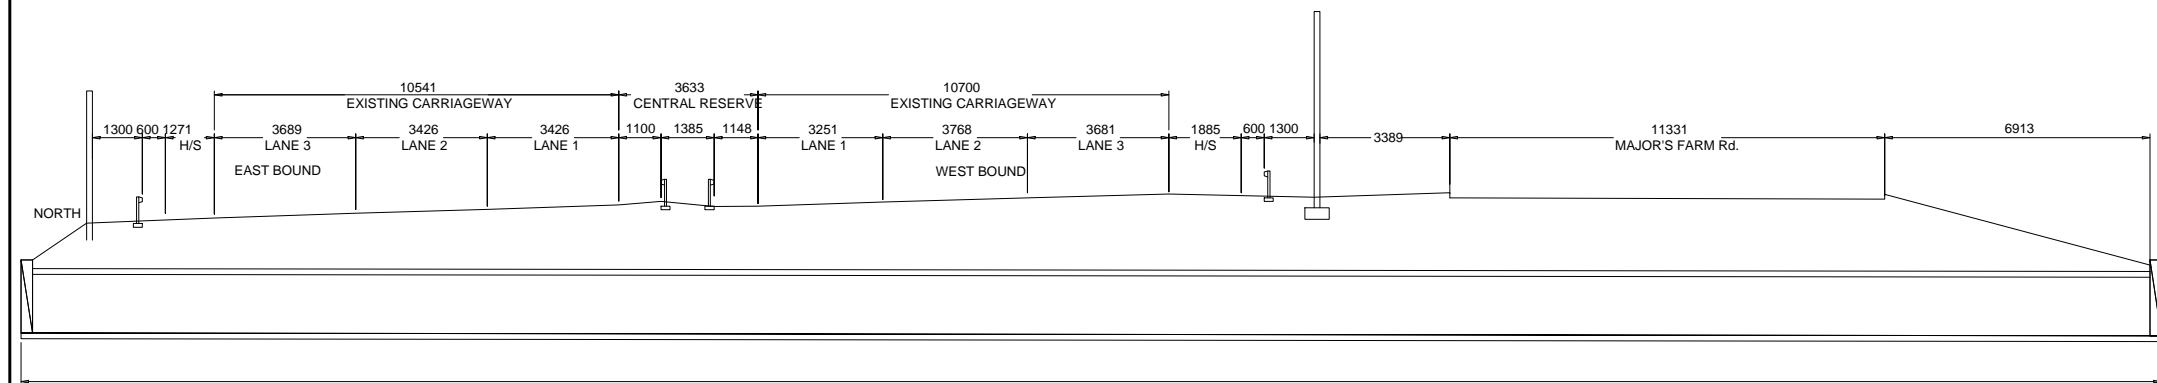 10541 3633 10700
EXISTING CARRIAGEWAY CENTRAL RESERVE EXISTING CARRIAGEWAY
1300 600 1271 3689 3426 3426 1100 1385 1148 3251 3768 3681 1885 600 1300 3389 11331 6913
H/S LANE 3 LANE 2 LANE 1 LANE 1 LANE 2 LANE 3 H/S MAJOR'S FARM Rd.
EAST BOUND WEST BOUND
NORTH